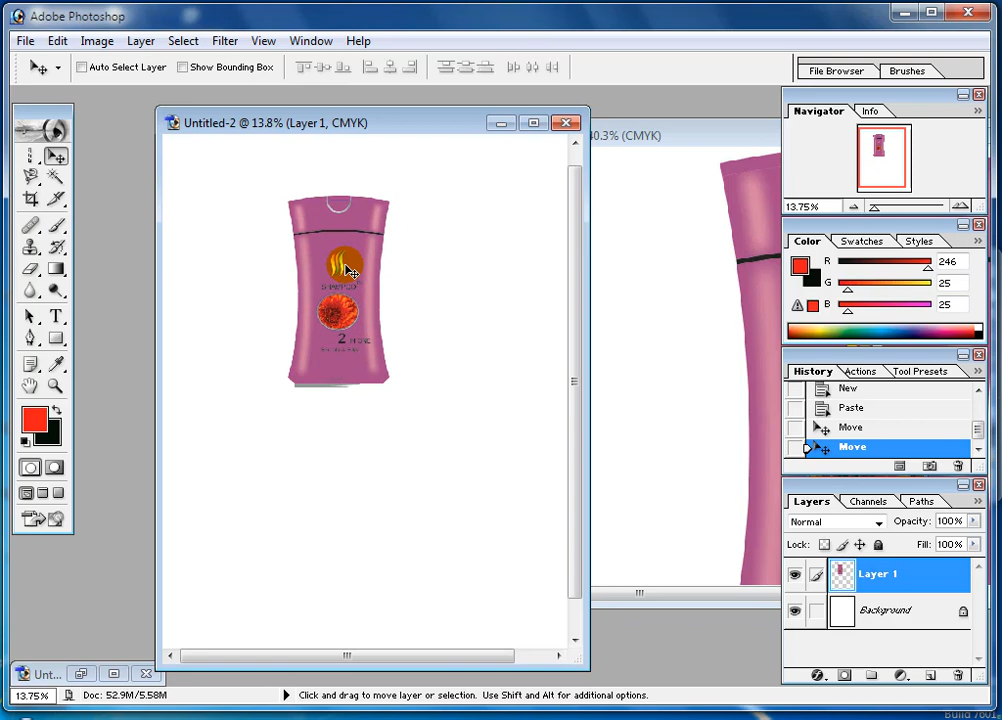 Adobe Photoshop
File Edit Image Layer Select Filter View Window Help
Auto Select Layer Show Bounding Box
File Browser Brushes
Untitled-2 @ 13.8% (Layer 1, CMYK)
40.3% (CMYK)
Navigator Info
13.75%
Color Swatches Styles
R 246
G 25
B 25
History Actions Tool Presets
New
Paste
Move
Move
Layers Channels Paths
Normal Opacity: 100%
Lock: Fill: 100%
Layer 1
Background
SHAMPOO
2
Unt...
13.75% Doc: 52.9M/5.58M Click and drag to move layer or selection. Use Shift and Alt for additional options.
Build 7601